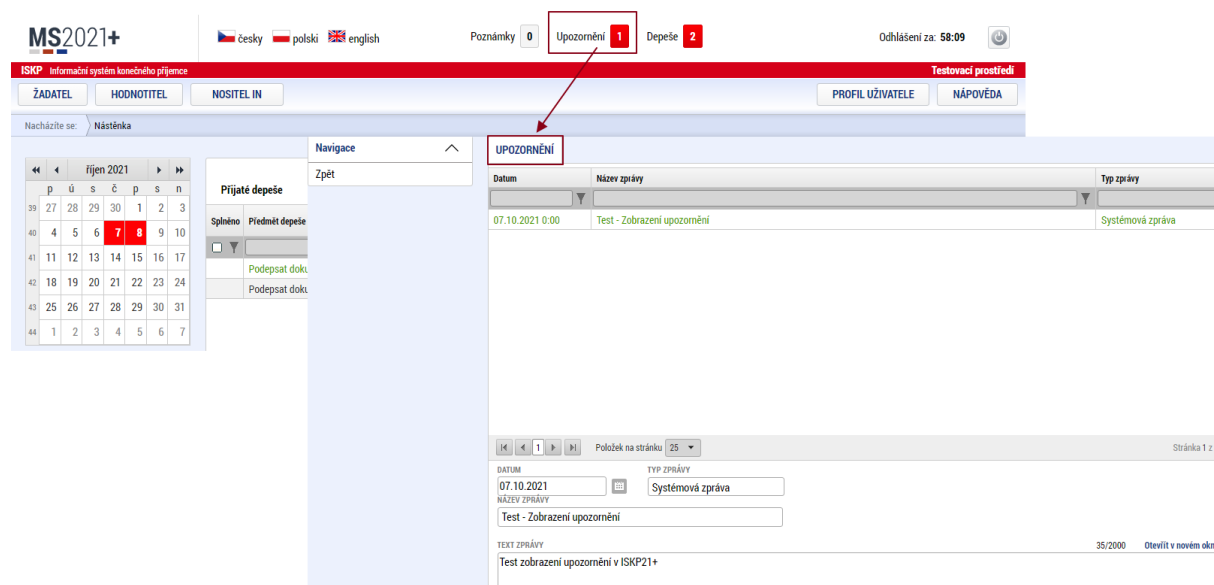 MS2021+
česky polski english
Poznámky 0 Upozornění 1 Depeše 2
Odhlášení za: 58:09
ISKP Informační systém konečného příjemce
Testovací prostředí
ŽADATEL HODNOTITEL NOSITEL IN
PROFIL UŽIVATELE NÁPOVĚDA
Nacházíte se: Nástěnka
říjen 2021
p ú s č p s n
39 27 28 29 30 1 2 3
40 4 5 6 7 8 9 10
41 11 12 13 14 15 16 17
42 18 19 20 21 22 23 24
43 25 26 27 28 29 30 31
44 1 2 3 4 5 6 7
Přijaté depeše
Splněno Předmět depeše
Podepsat doku
Podepsat doku
Navigace
Zpět
UPOZORNĚNÍ
Datum Název zprávy Typ zprávy
07.10.2021 0:00 Test - Zobrazení upozornění Systémová zpráva
1 Položek na stránku 25
Stránka 1 z
DATUM TYP ZPRÁVY
07.10.2021 Systémová zpráva
NÁZEV ZPRÁVY
Test - Zobrazení upozornění
TEXT ZPRÁVY 35/2000 Otevřít v novém okn
Test zobrazení upozornění v ISKP21+